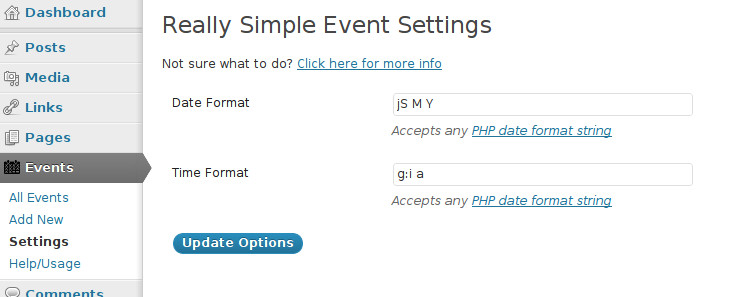 Dashboard
Posts
Media
Links
Pages
Events
All Events
Add New
Settings
Help/Usage
Comments
Really Simple Event Settings
Not sure what to do? Click here for more info
Date Format
jS M Y
Accepts any PHP date format string
Time Format
g:i a
Accepts any PHP date format string
Update Options